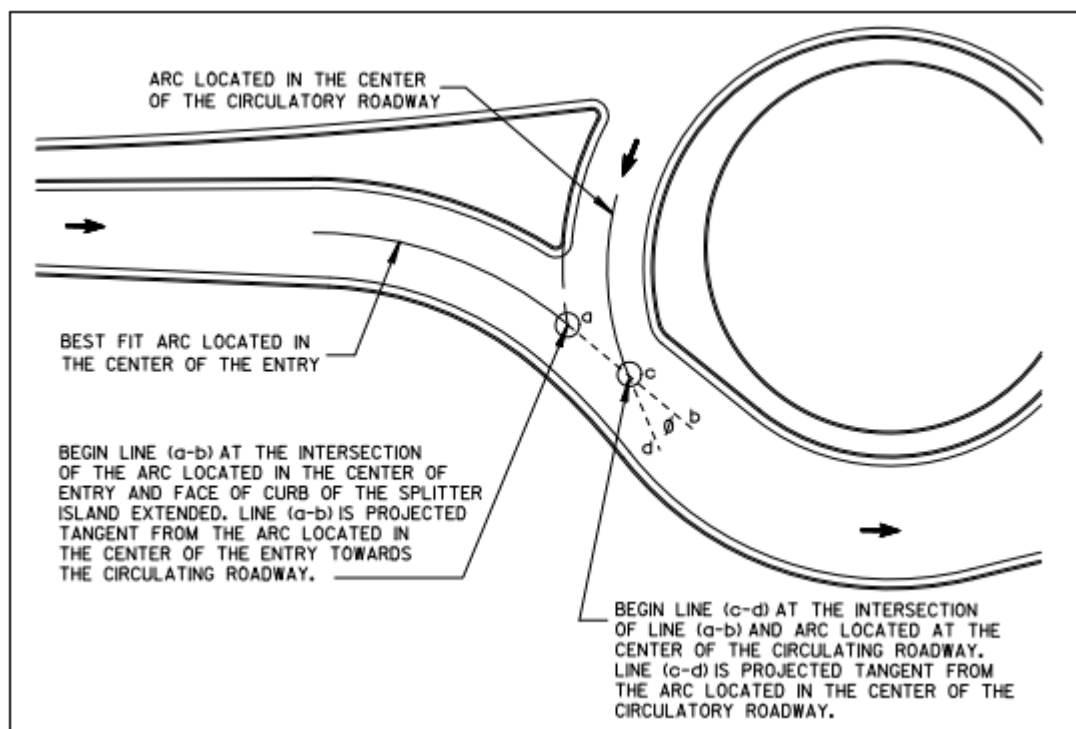 ARC LOCATED IN THE CENTER
OF THE CIRCULATORY ROADWAY
BEST FIT ARC LOCATED IN
THE CENTER OF THE ENTRY
a
c
b
Ø
d
BEGIN LINE (a-b) AT THE INTERSECTION
OF THE ARC LOCATED IN THE CENTER OF
ENTRY AND FACE OF CURB OF THE SPLITTER
ISLAND EXTENDED. LINE (a-b) IS PROJECTED
TANGENT FROM THE ARC LOCATED IN
THE CENTER OF THE ENTRY TOWARDS
THE CIRCULATING ROADWAY.
BEGIN LINE (c-d) AT THE INTERSECTION
OF LINE (a-b) AND ARC LOCATED AT THE
CENTER OF THE CIRCULATING ROADWAY.
LINE (c-d) IS PROJECTED TANGENT FROM
THE ARC LOCATED IN THE CENTER OF THE
CIRCULATORY ROADWAY.